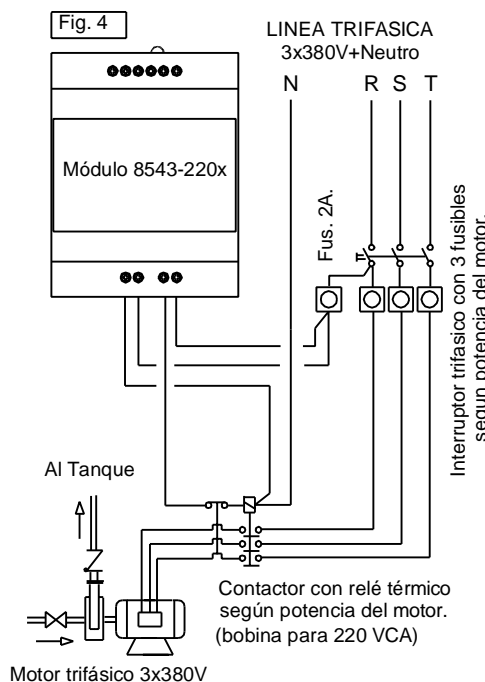 Fig. 4
LINEA TRIFASICA
3x380V+Neutro
N R S T
Módulo 8543-220x
Fus. 2A.
Interruptor trifasico con 3 fusibles
segun potencia del motor.
Al Tanque
Contactor con relé térmico
según potencia del motor.
(bobina para 220 VCA)
Motor trifásico 3x380V